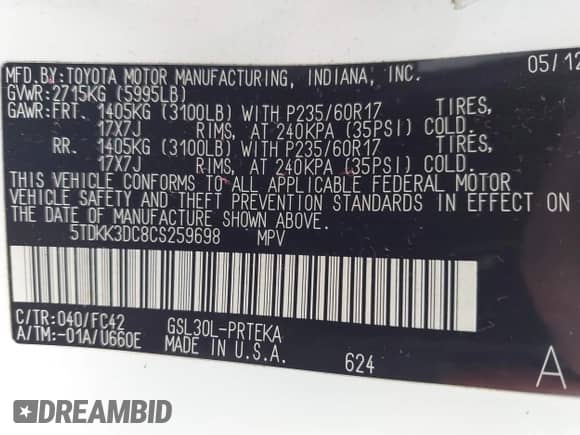 MFD.BY:TOYOTA MOTOR MANUFACTURING, INDIANA, INC. 05/12
GVWR:2715KG (5995LB)
GAWR:FRT. 1405KG (3100LB) WITH P235/60R17 TIRES,
17X7J RIMS, AT 240KPA (35PSI) COLD.
RR. 1405KG (3100LB) WITH P235/60R17 TIRES,
17X7J RIMS, AT 240KPA (35PSI) COLD.
THIS VEHICLE CONFORMS TO ALL APPLICABLE FEDERAL MOTOR
VEHICLE SAFETY AND THEFT PREVENTION STANDARDS IN EFFECT ON
THE DATE OF MANUFACTURE SHOWN ABOVE.
5TDKK3DC8CS259698 MPV
C/TR:040/FC42 GSL30L-PRTEKA
A/TM:-01A/U660E MADE IN U.S.A. 624 A
DREAMBID